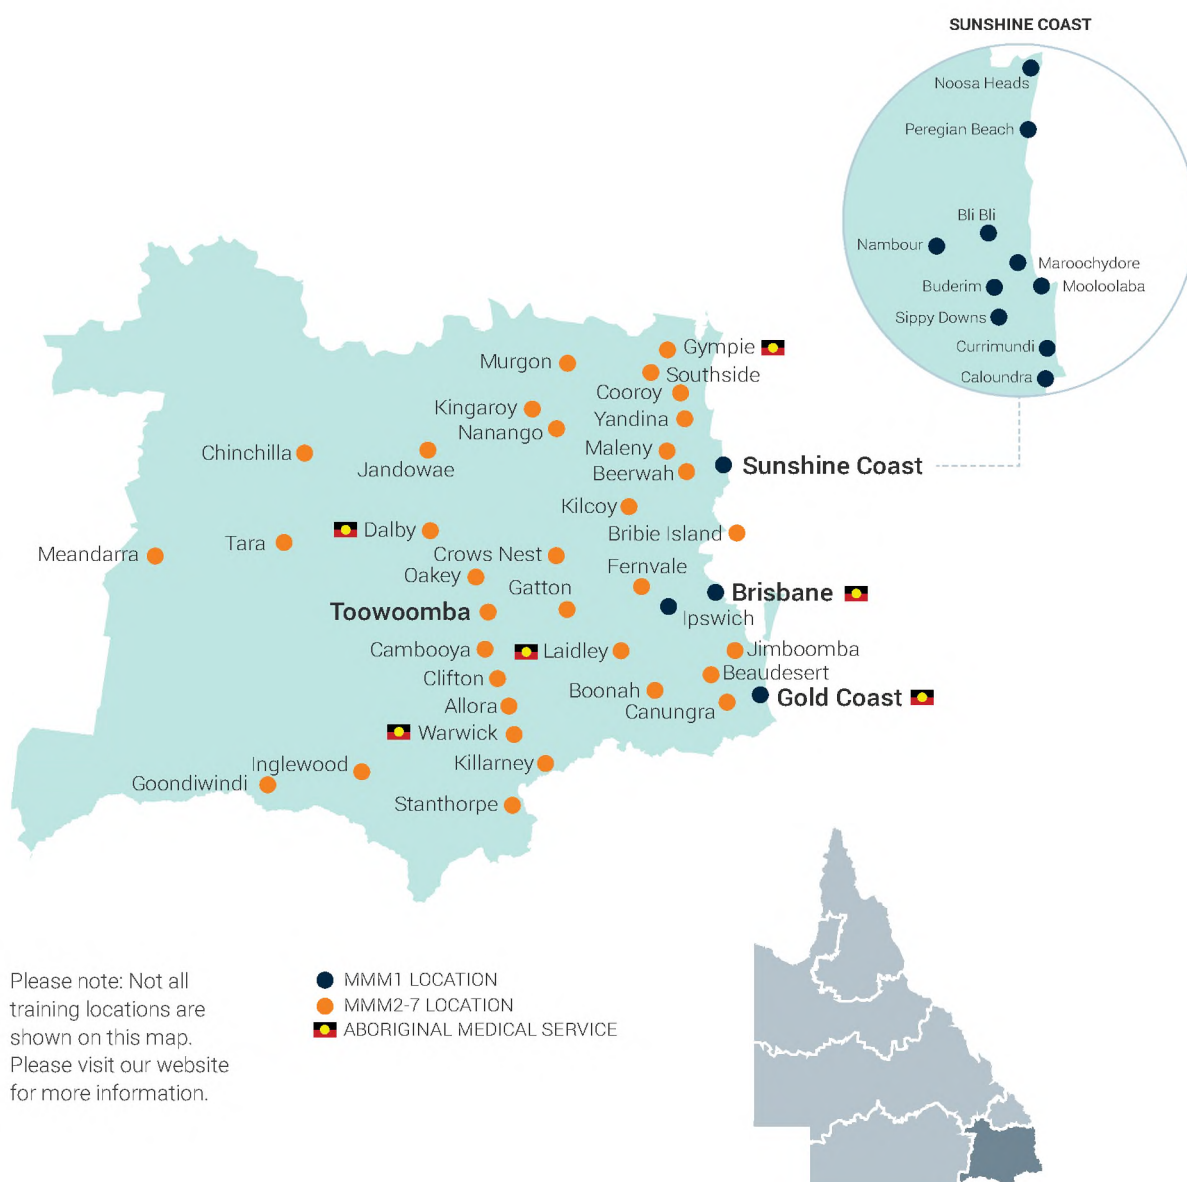 SUNSHINE COAST
Noosa Heads
Peregian Beach
Bli Bli
Nambour
Maroochydore
Buderim
Mooloolaba
Sippy Downs
Currimundi
Caloundra
Gympie
Murgon
Southside
Cooroy
Kingaroy
Yandina
Nanango
Maleny
Chinchilla
Jandowae
Beerwah
Sunshine Coast
Kilcoy
Dalby
Bribie Island
Tara
Meandarra
Crows Nest
Fernvale
Oakey
Gatton
Brisbane
Toowoomba
Ipswich
Cambooya
Laidley
Jimboomba
Clifton
Beaudesert
Boonah
Gold Coast
Allora
Canungra
Warwick
Inglewood
Killarney
Goondiwindi
Stanthorpe
Please note: Not all
training locations are
shown on this map.
Please visit our website
for more information.
MMM1 LOCATION
MMM2-7 LOCATION
ABORIGINAL MEDICAL SERVICE